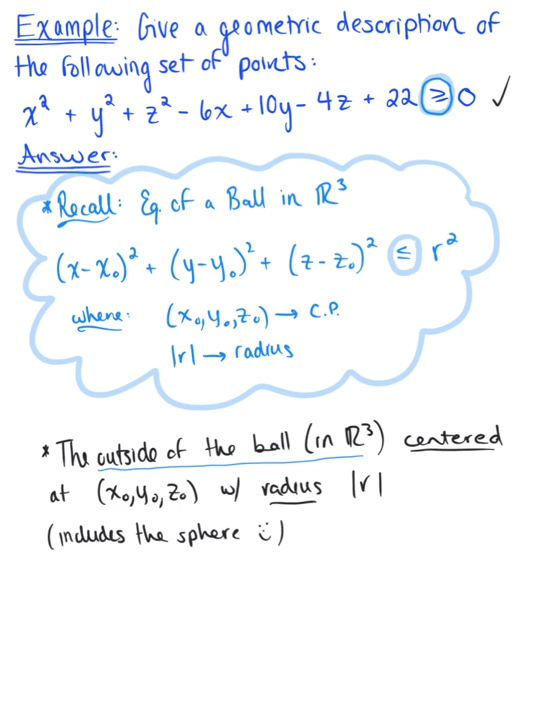 Example: Give a geometric description of
the following set of points:
x² + y² + z² - 6x + 10y - 4z + 22 ≥ 0 ✓
Answer:
* Recall: Eq. of a Ball in ℝ³
(x-x₀)² + (y-y₀)² + (z-z₀)² ≤ r²
where: (x₀,y₀,z₀) → C.P.
|r| → radius
* The outside of the ball (in ℝ³) centered
at (x₀,y₀,z₀) w/ radius |r|
(includes the sphere :))